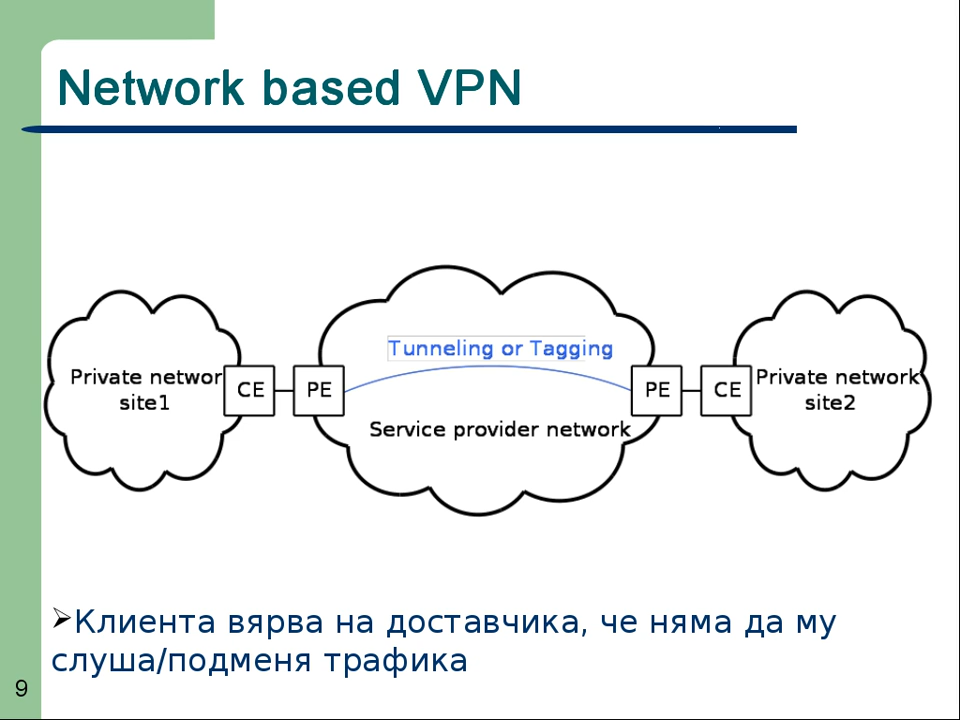 Network based VPN
Tunneling or Tagging
Private networ
site1
CE
PE
PE
CE
Private network
site2
Service provider network
Клиента вярва на доставчика, че няма да му
слуша/подменя трафика
9